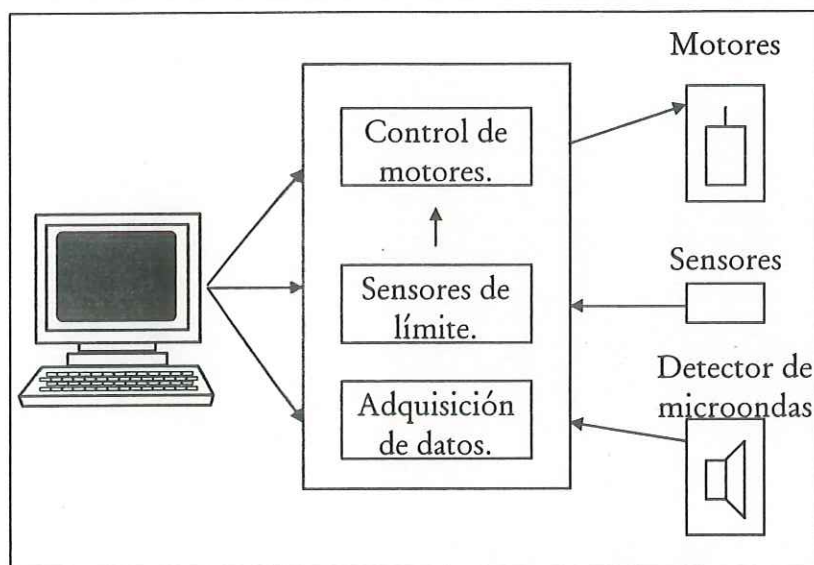 Motores
Control de
motores.
Sensores
Sensores de
límite.
Detector de
microondas
Adquisición
de datos.